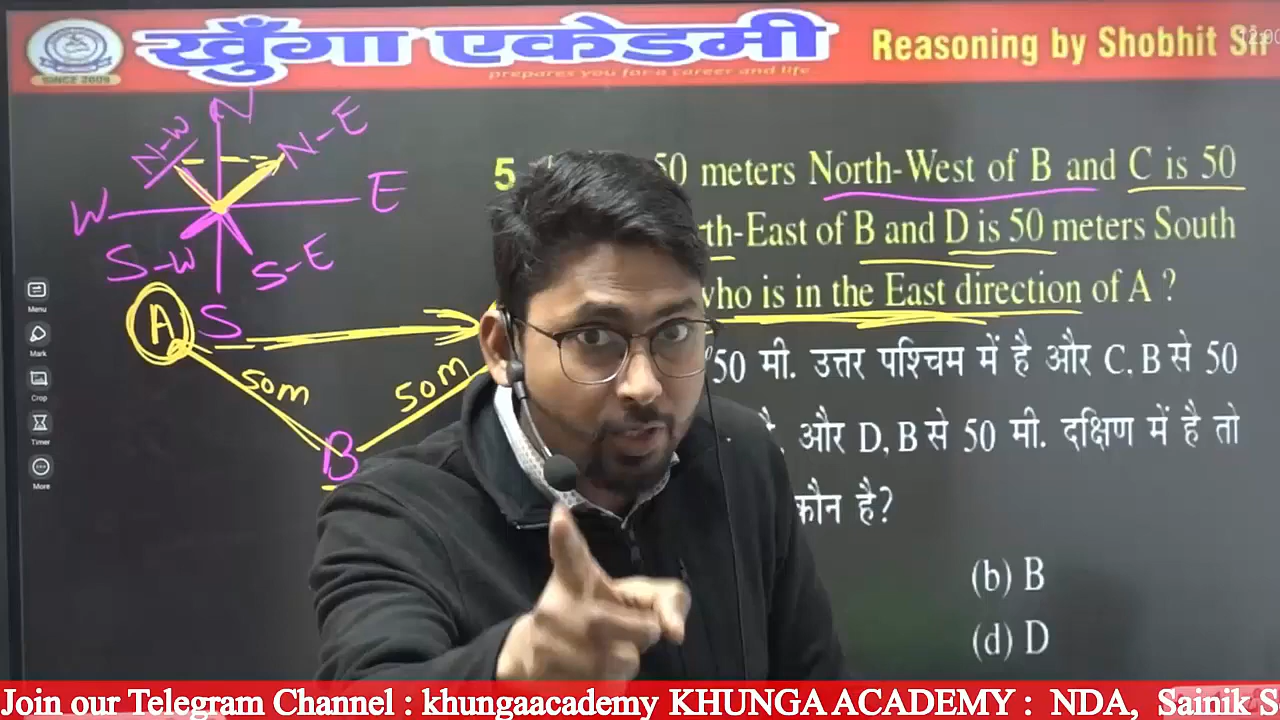 खुँगा एकेडमी
SINCE 2009
prepares you for a career and life
Reasoning by Shobhit Sir
N
N-W
N-E
W
E
S-W
S-E
S
5
50 meters North-West of B and C is 50
rth-East of B and D is 50 meters South
who is in the East direction of A ?
50 मी. उत्तर पश्चिम में है और C, B से 50
है, और D, B से 50 मी. दक्षिण में है तो
कौन है?
(b) B
(d) D
A
50m
50m
B
Menu
Mark
Crop
Timer
More
Join our Telegram Channel : khungaacademy KHUNGA ACADEMY : NDA, Sainik S